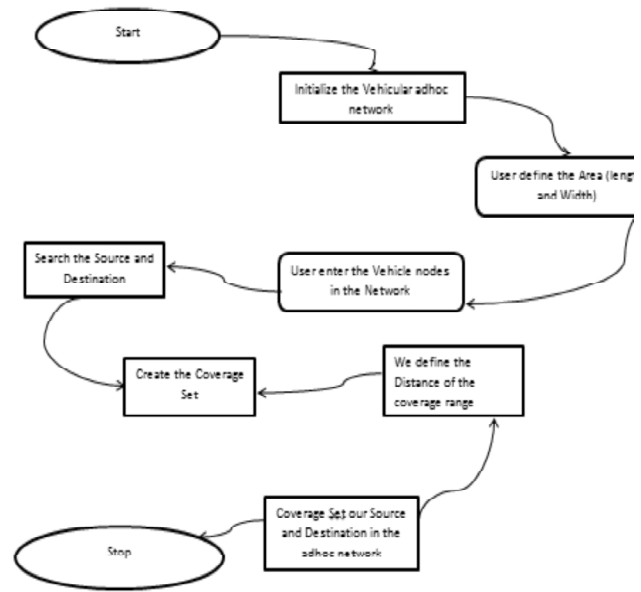 Start
Initialize the Vehicular adhoc
network
User define the Area (lengt
and Width)
Search the Source and
Destination
User enter the Vehicle nodes
in the Network
Create the Coverage
Set
We define the
Distance of the
coverage range
Coverage Set our Source
and Destination in the
adhoc network
Stop